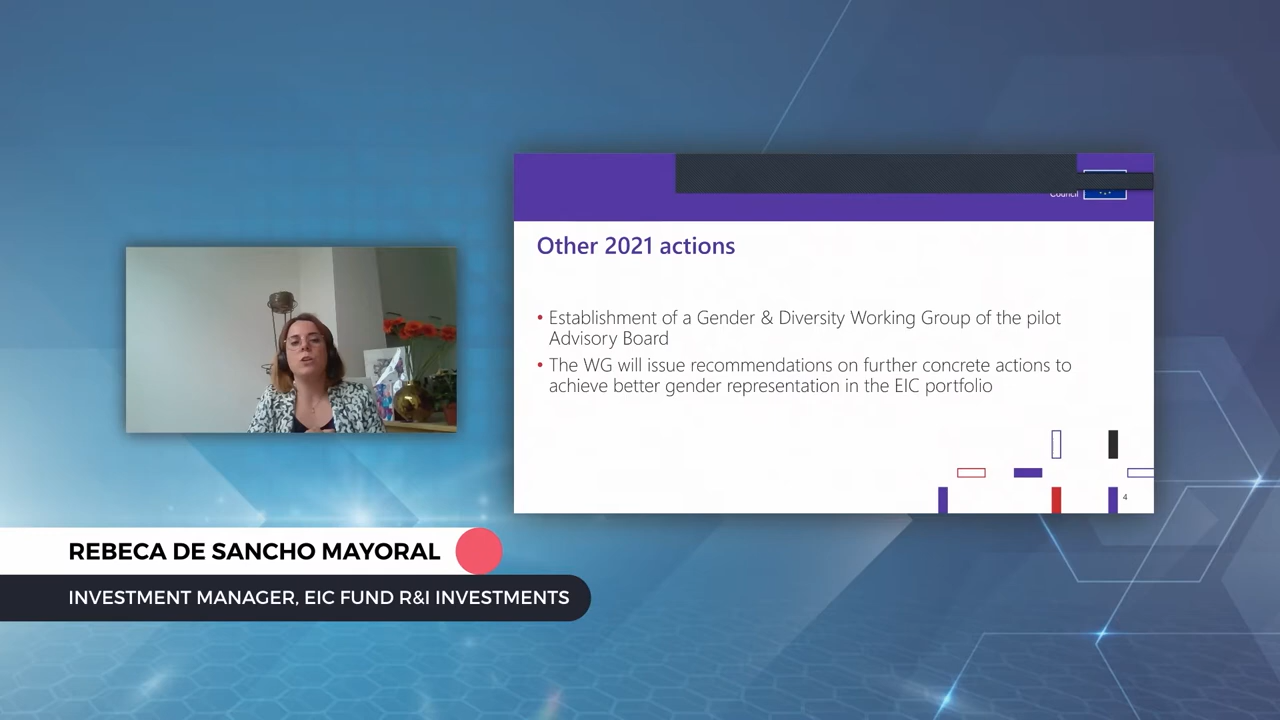 Council
Other 2021 actions
• Establishment of a Gender & Diversity Working Group of the pilot
Advisory Board
• The WG will issue recommendations on further concrete actions to
achieve better gender representation in the EIC portfolio
4
REBECA DE SANCHO MAYORAL
INVESTMENT MANAGER, EIC FUND R&I INVESTMENTS